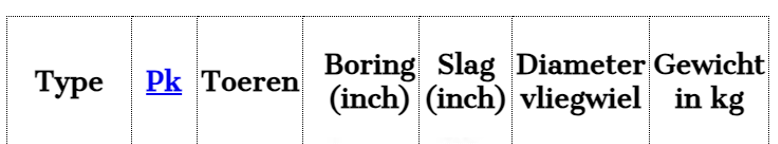 Type Pk Toeren Boring (inch) Slag (inch) Diameter vliegwiel Gewicht in kg